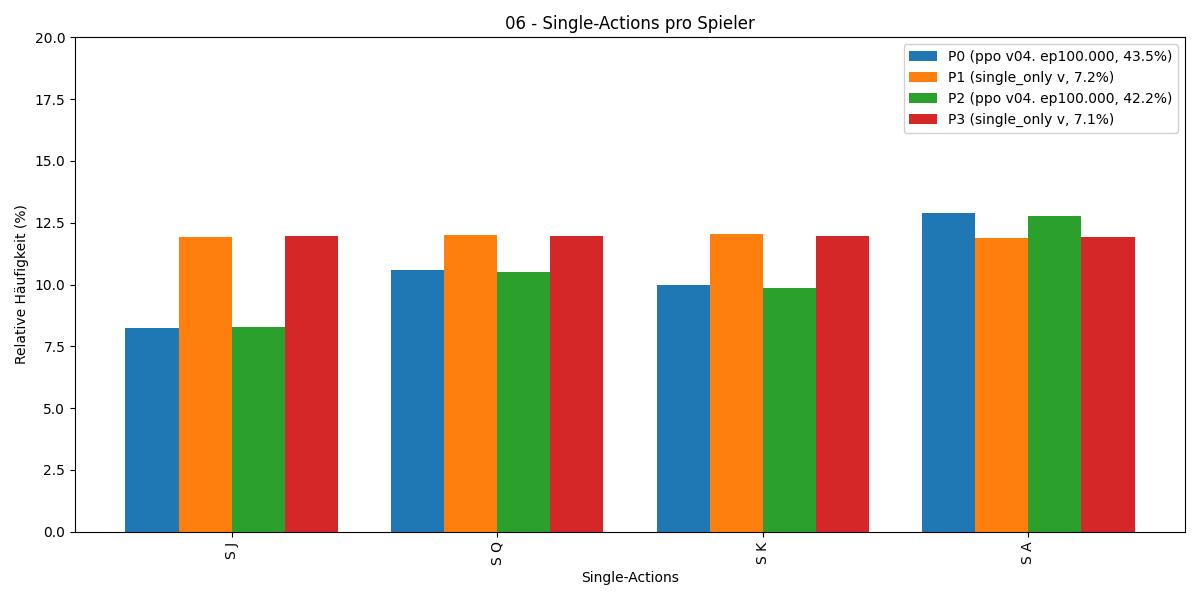 06 - Single-Actions pro Spieler
P0 (ppo v04. ep100.000, 43.5%)
P1 (single_only v, 7.2%)
P2 (ppo v04. ep100.000, 42.2%)
P3 (single_only v, 7.1%)
Relative Häufigkeit (%)
20.0
17.5
15.0
12.5
10.0
7.5
5.0
2.5
0.0
S J
S Q
S K
S A
Single-Actions